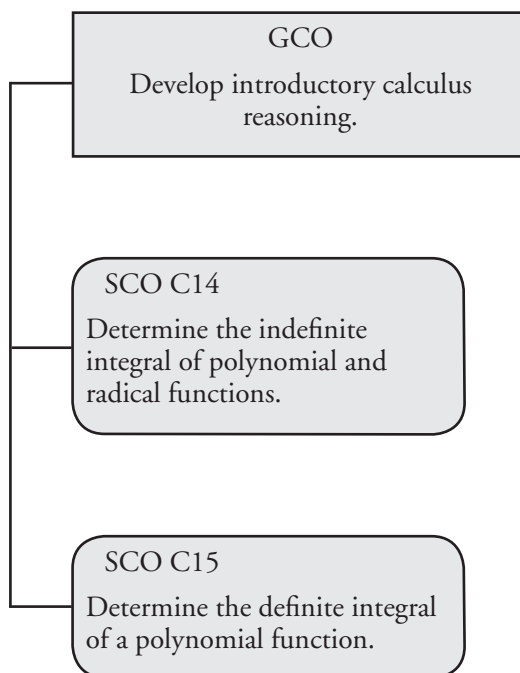 GCO
Develop introductory calculus
reasoning.
SCO C14
Determine the indefinite
integral of polynomial and
radical functions.
SCO C15
Determine the definite integral
of a polynomial function.